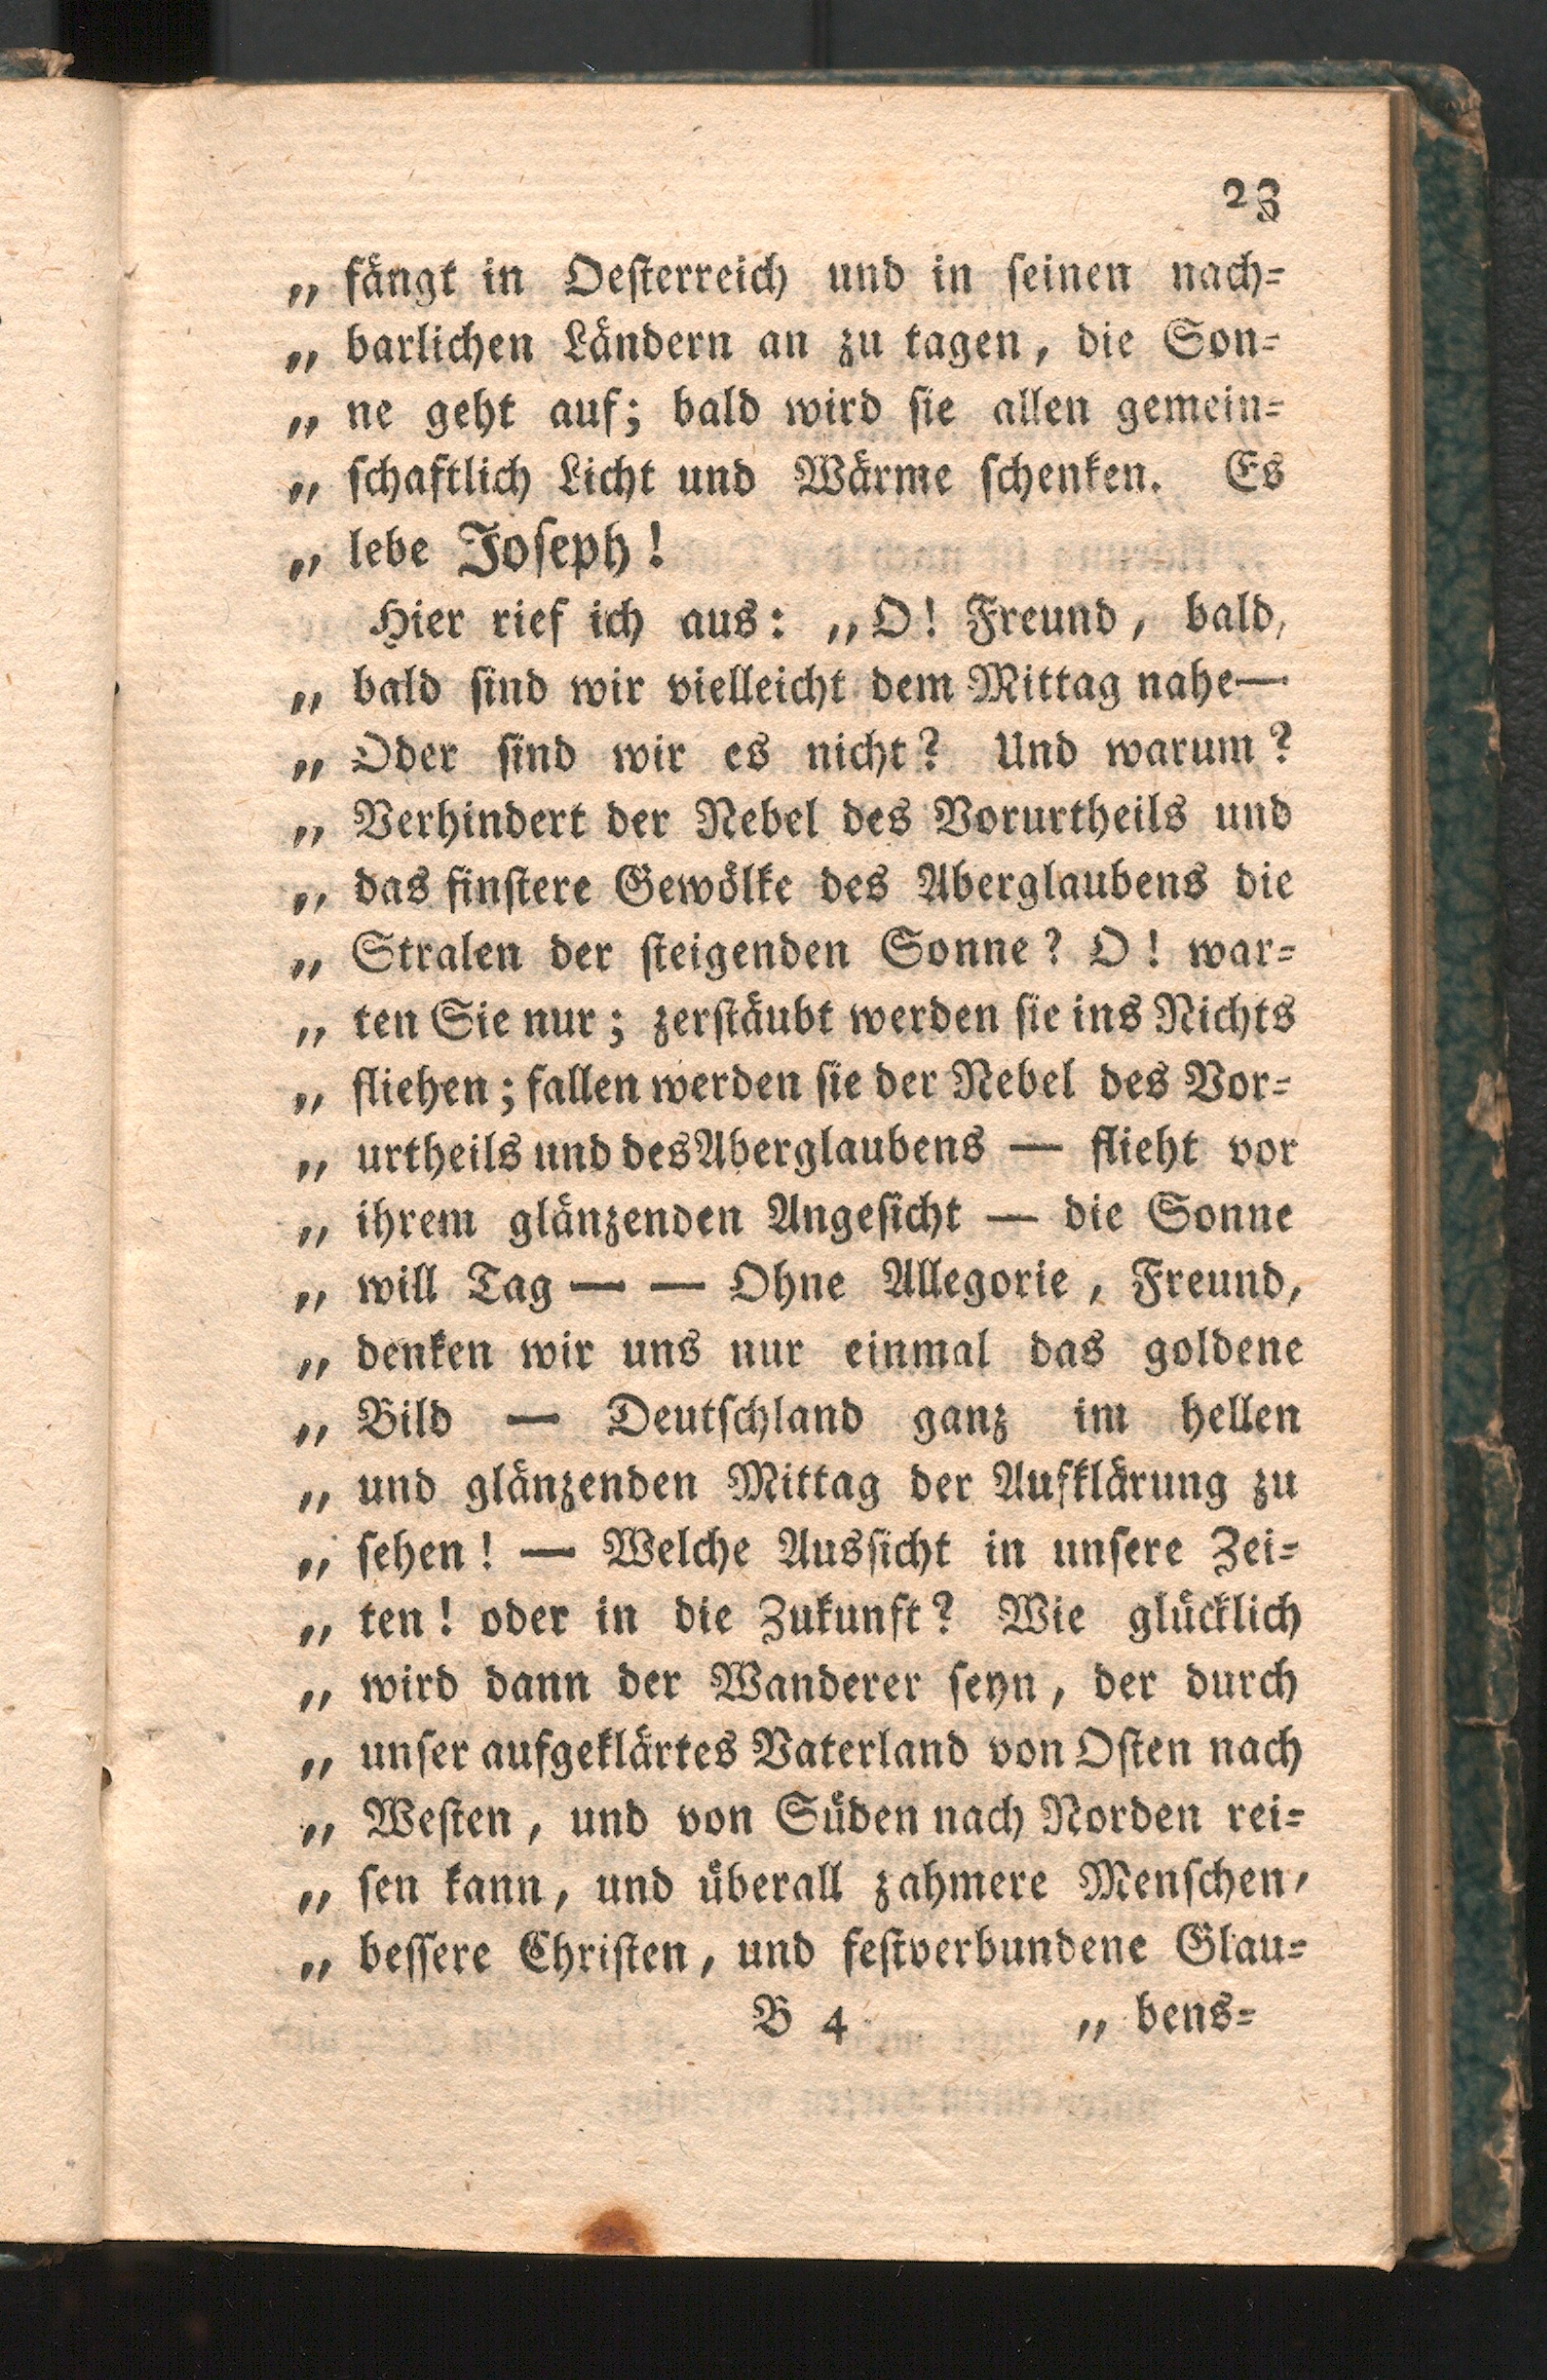 23
„ fängt in Oesterreich und in seinen nach-
„ barlichen Ländern an zu tagen, die Son-
„ ne geht auf; bald wird sie allen gemein-
„ schaftlich Licht und Wärme schenken. Es
„ lebe Joseph!
Hier rief ich aus: „O! Freund, bald,
„ bald sind wir vielleicht dem Mittag nahe—
„ Oder sind wir es nicht? Und warum?
„ Verhindert der Nebel des Vorurtheils und
„ das finstere Gewölke des Aberglaubens die
„ Stralen der steigenden Sonne? O! war-
„ ten Sie nur; zerstäubt werden sie ins Nichts
„ fliehen; fallen werden sie der Nebel des Vor-
„ urtheils und des Aberglaubens — flieht vor
„ ihrem glänzenden Angesicht — die Sonne
„ will Tag — — Ohne Allegorie, Freund,
„ denken wir uns nur einmal das goldene
„ Bild — Deutschland ganz im hellen
„ und glänzenden Mittag der Aufklärung zu
„ sehen! — Welche Aussicht in unsere Zei-
„ ten! oder in die Zukunft? Wie glücklich
„ wird dann der Wanderer seyn, der durch
„ unser aufgeklärtes Vaterland von Osten nach
„ Westen, und von Süden nach Norden rei-
„ sen kann, und überall zahmere Menschen,
„ bessere Christen, und festverbundene Glau-
B 4 „ bens-